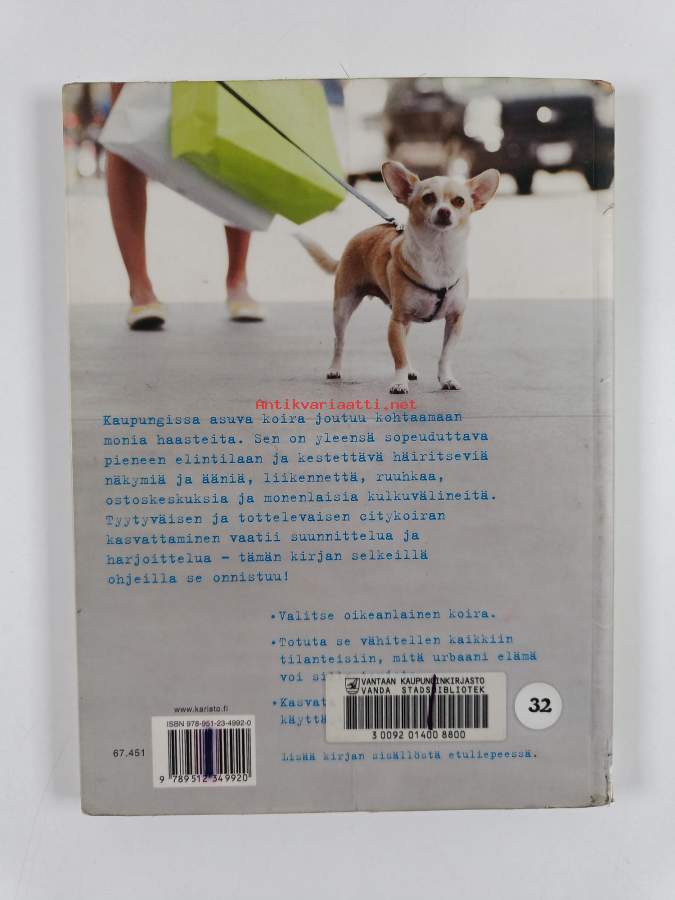 Antikvariaatti.net
Kaupungissa asuva koira joutuu kohtaamaan
monia haasteita. Sen on yleensä sopeuduttava
pieneen elintilaan ja kestettävä häiritseviä
näkymiä ja ääniä, liikennettä, ruuhkaa,
ostoskeskuksia ja monenlaisia kulkuvälineitä.
Tyytyväisen ja tottelevaisen citykoiran
kasvattaminen vaatii suunnittelua ja
harjoittelua – tämän kirjan selkeillä
ohjeilla se onnistuu!
•Valitse oikeanlainen koira.
•Totuta se vähitellen kaikkiin
tilanteisiin, mitä urbaani elämä
voi
VANTAAN KAUPUNGINKIRJASTO
VANDA STADSBIBLIOTEK
3 0092 01400 8800
32
Lisää kirjan sisällöstä etuliepeessä.
www.karisto.fi
ISBN 978-951-23-4992-0
67.451
9 789512 349920